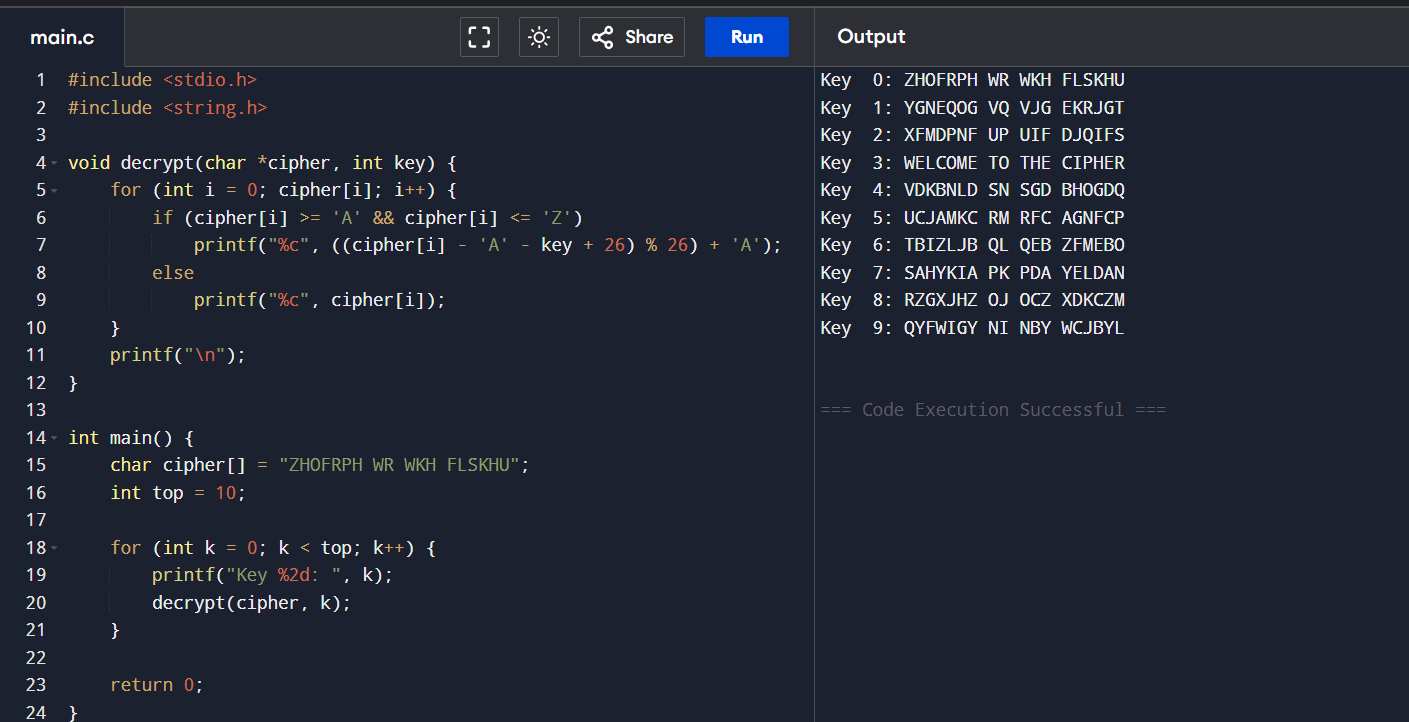 main.c
Share
Run
Output
1 #include <stdio.h>
2 #include <string.h>
3
4 void decrypt(char *cipher, int key) {
5     for (int i = 0; cipher[i]; i++) {
6         if (cipher[i] >= 'A' && cipher[i] <= 'Z')
7             printf("%c", ((cipher[i] - 'A' - key + 26) % 26) + 'A');
8         else
9             printf("%c", cipher[i]);
10     }
11     printf("\n");
12 }
13
14 int main() {
15     char cipher[] = "ZHOFRPH WR WKH FLSKHU";
16     int top = 10;
17
18     for (int k = 0; k < top; k++) {
19         printf("Key %2d: ", k);
20         decrypt(cipher, k);
21     }
22
23     return 0;
24 }
Key  0: ZHOFRPH WR WKH FLSKHU
Key  1: YGNEQOG VQ VJG EKRJGT
Key  2: XFMDPNF UP UIF DJQIFS
Key  3: WELCOME TO THE CIPHER
Key  4: VDKBNLD SN SGD BHOGDQ
Key  5: UCJAMKC RM RFC AGNFCP
Key  6: TBIZLJB QL QEB ZFMEBO
Key  7: SAHYKIA PK PDA YELDAN
Key  8: RZGXJHZ OJ OCZ XDKCZM
Key  9: QYFWIGY NI NBY WCJBYL
=== Code Execution Successful ===